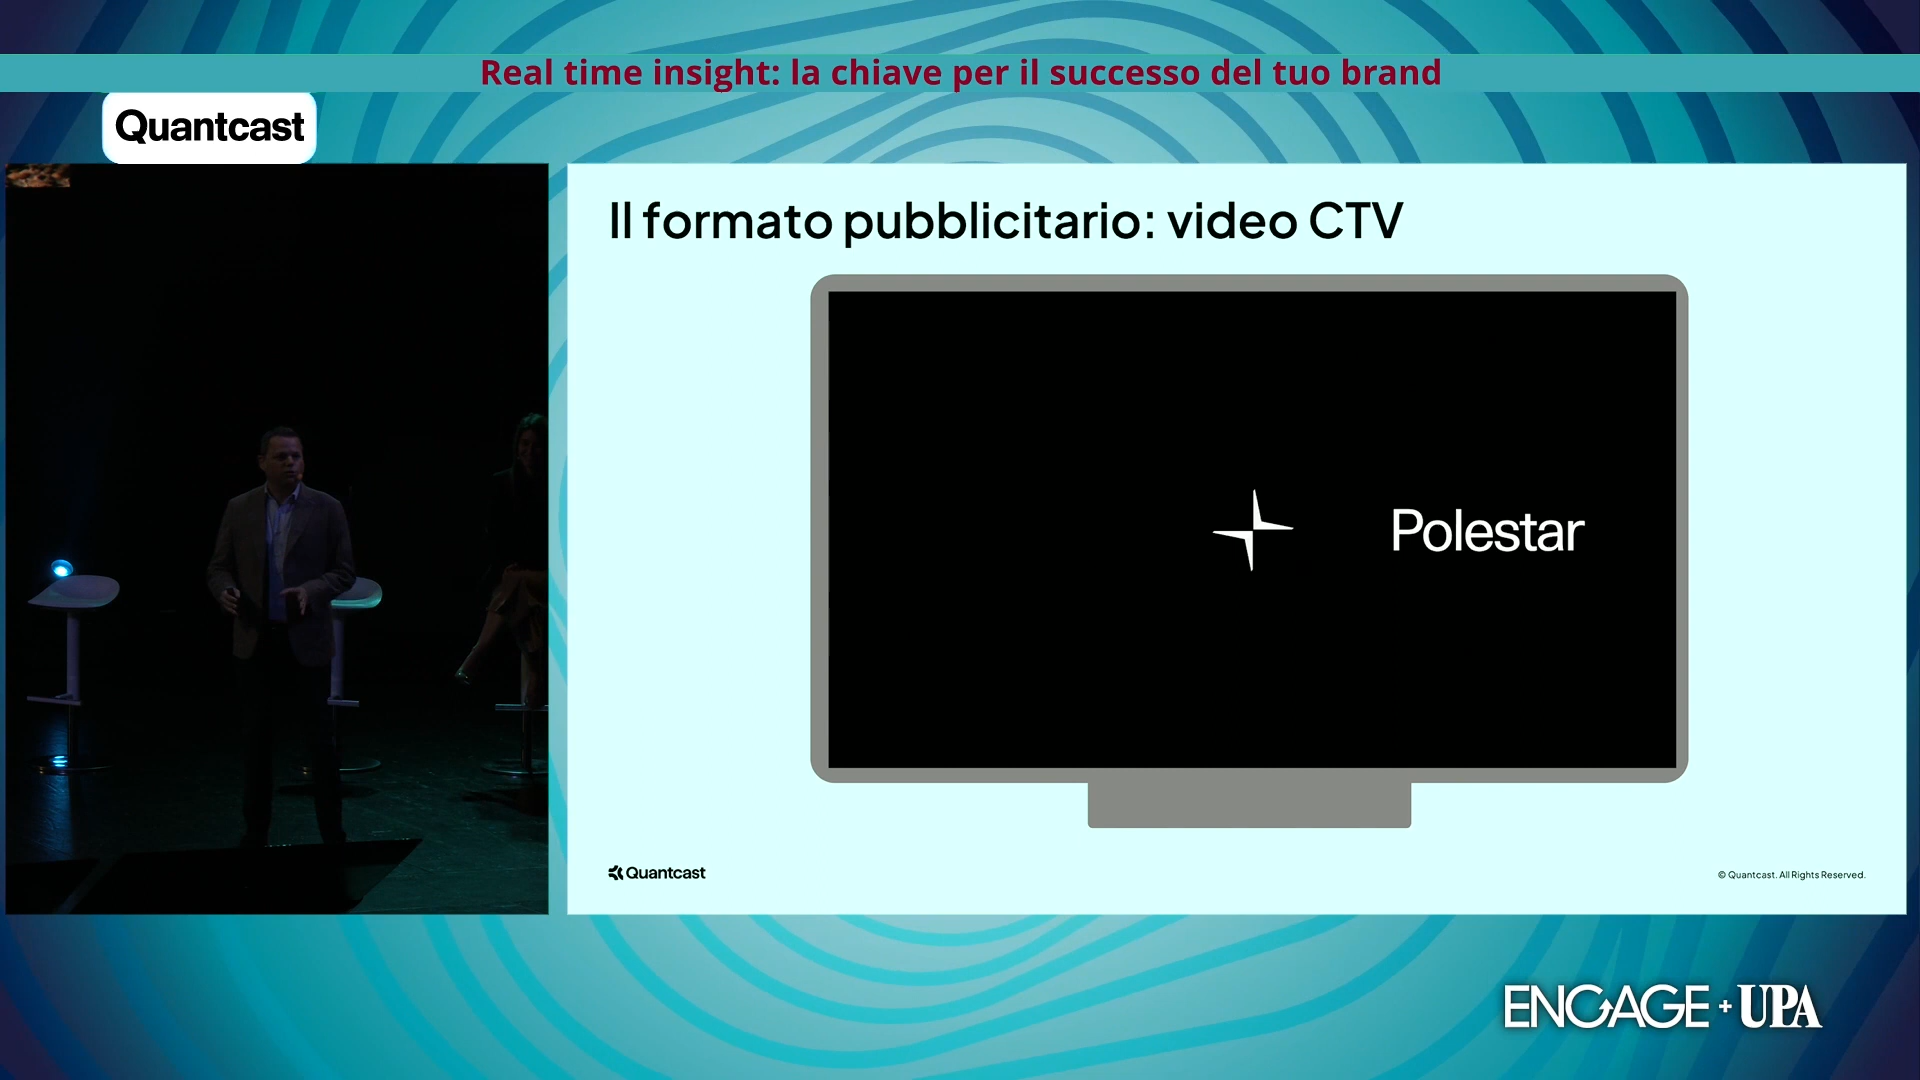 Real time insight: la chiave per il successo del tuo brand
Quantcast
Il formato pubblicitario: video CTV
Polestar
Quantcast
© Quantcast. All Rights Reserved.
ENGAGE + UPA